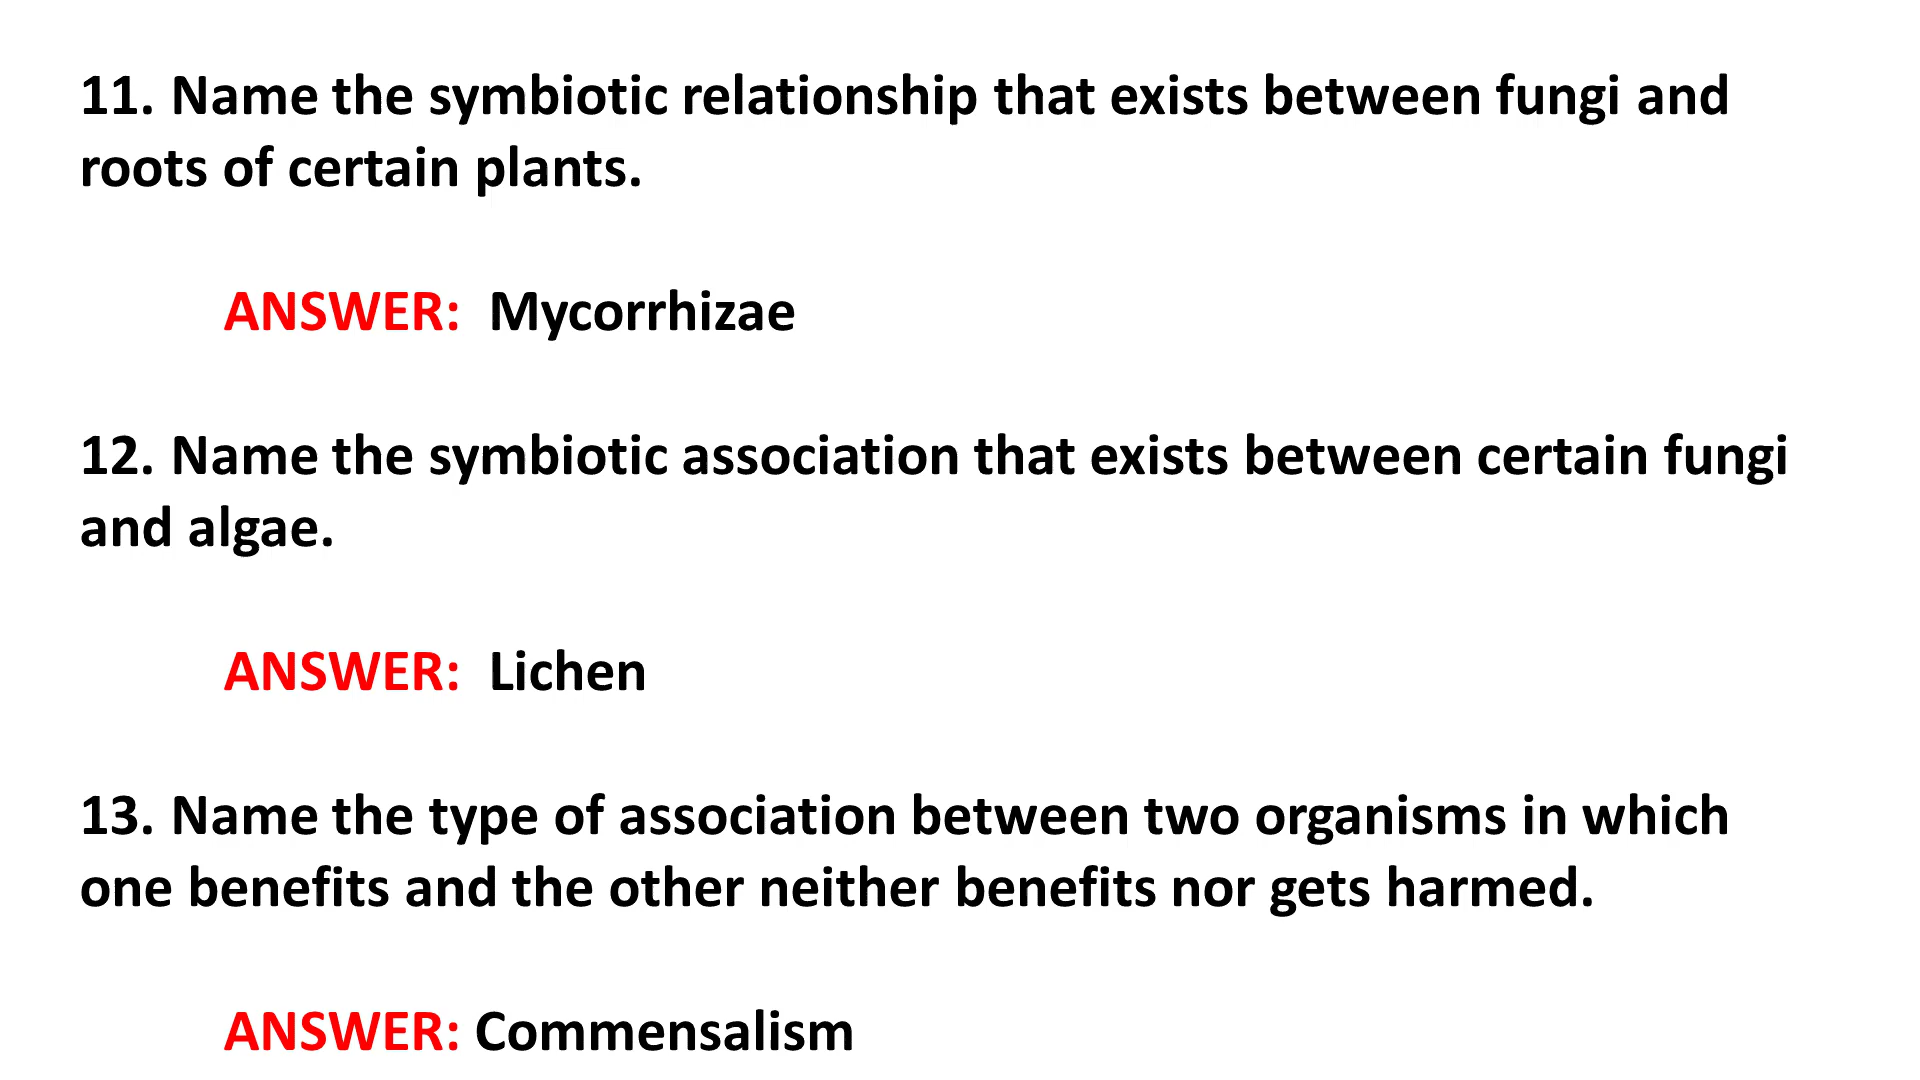 11. Name the symbiotic relationship that exists between fungi and
roots of certain plants.
ANSWER: Mycorrhizae
12. Name the symbiotic association that exists between certain fungi
and algae.
ANSWER: Lichen
13. Name the type of association between two organisms in which
one benefits and the other neither benefits nor gets harmed.
ANSWER: Commensalism